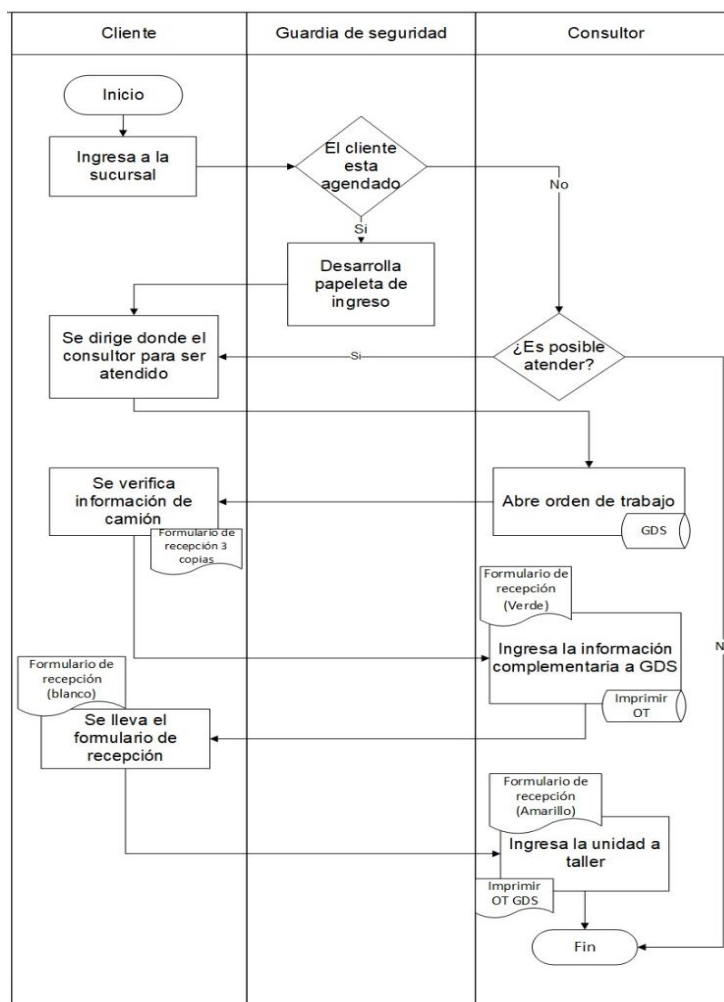 Cliente
Guardia de seguridad
Consultor
Inicio
Ingresa a la
sucursal
El cliente
esta
agendado
No
Si
Desarrolla
papeleta de
ingreso
Se dirige donde el
consultor para ser
atendido
Si
¿Es posible
atender?
Abre orden de trabajo
GDS
Se verifica
información de
camión
Formulario de
recepción 3
copias
Formulario de
recepción
(Verde)
Ingresa la información
complementaria a GDS
Imprimir
OT
N
Formulario de
recepción
(blanco)
Se lleva el
formulario de
recepción
Formulario de
recepción
(Amarillo)
Ingresa la unidad a
taller
Imprimir
OT GDS
Fin